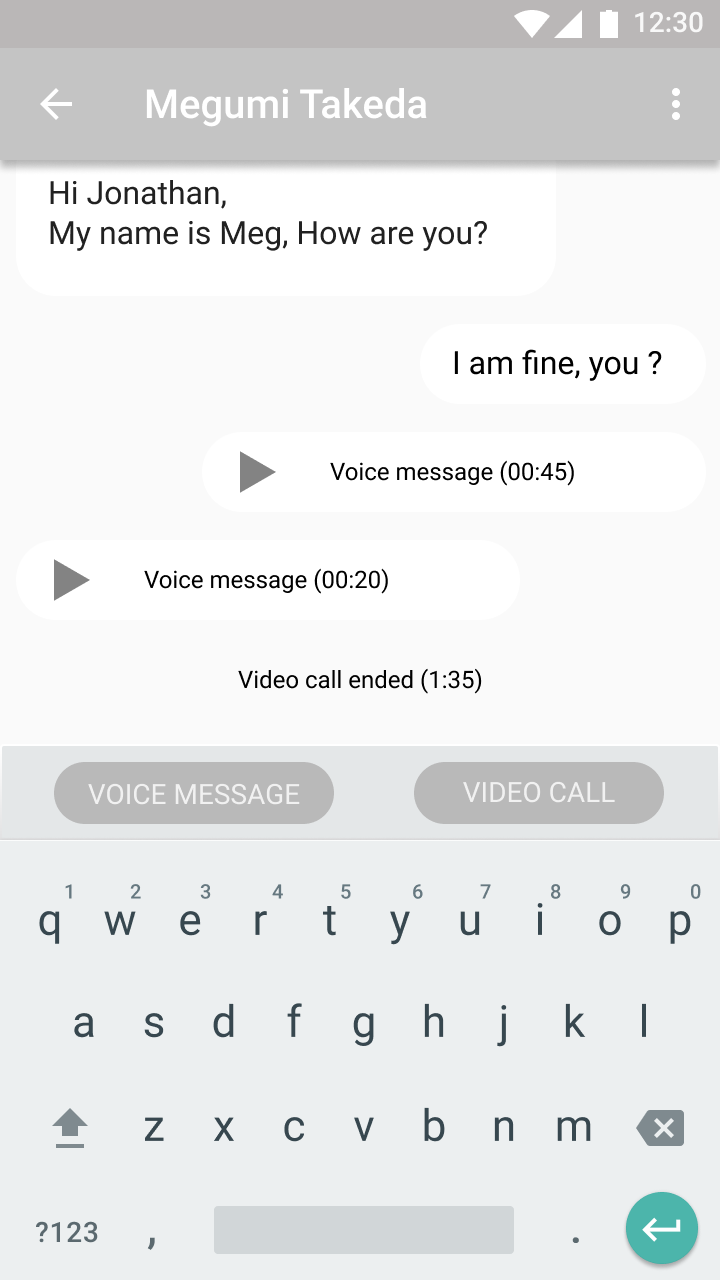 12:30
Megumi Takeda
Hi Jonathan,
My name is Meg, How are you?
I am fine, you ?
Voice message (00:45)
Voice message (00:20)
Video call ended (1:35)
VOICE MESSAGE VIDEO CALL
1 2 3 4 5 6 7 8 9 0
q w e r t y u i o p
a s d f g h j k l
z x c v b n m
?123 , .